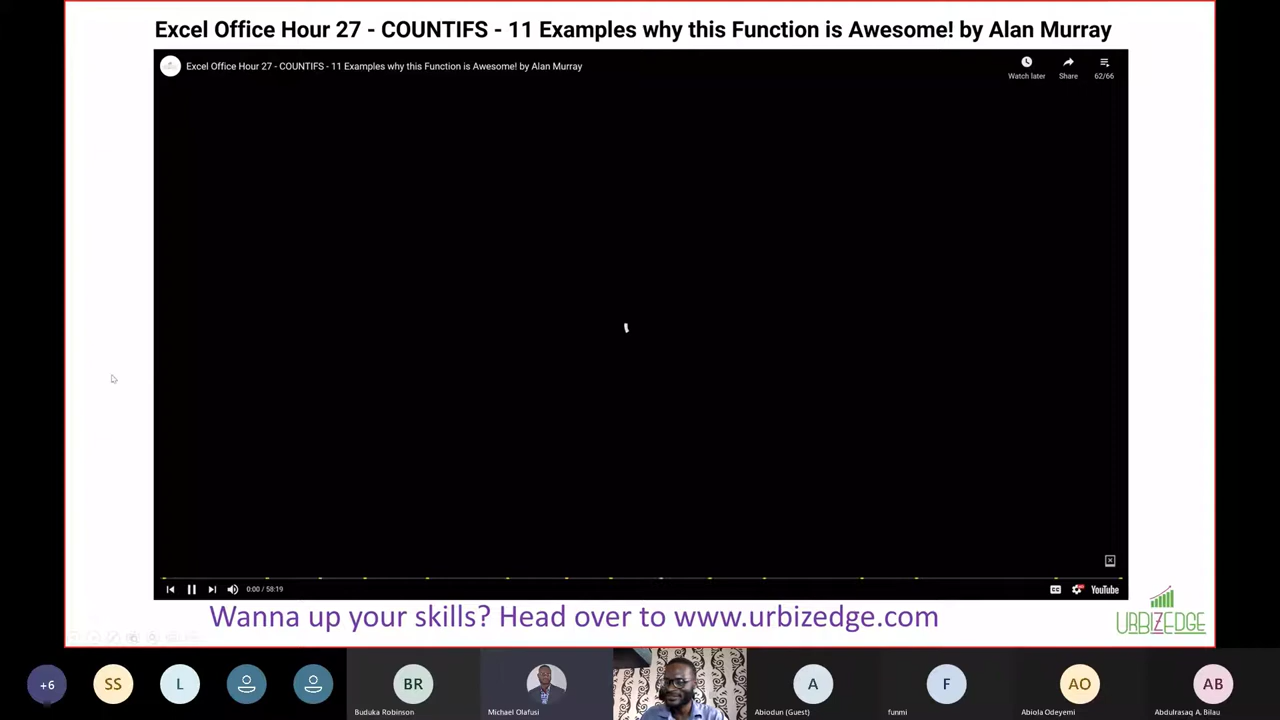 Excel Office Hour 27 - COUNTIFS - 11 Examples why this Function is Awesome! by Alan Murray
Excel Office Hour 27 - COUNTIFS - 11 Examples why this Function is Awesome! by Alan Murray
Watch later
Share
62/66
0:00 / 58:19
YouTube
Wanna up your skills? Head over to www.urbizedge.com
URBIZEDGE
+6
SS
L
BR
A
F
AO
AB
Buduka Robinson
Michael Olafusi
Abiodun (Guest)
funmi
Abiola Odeyemi
Abdulrasaq A. Bilau